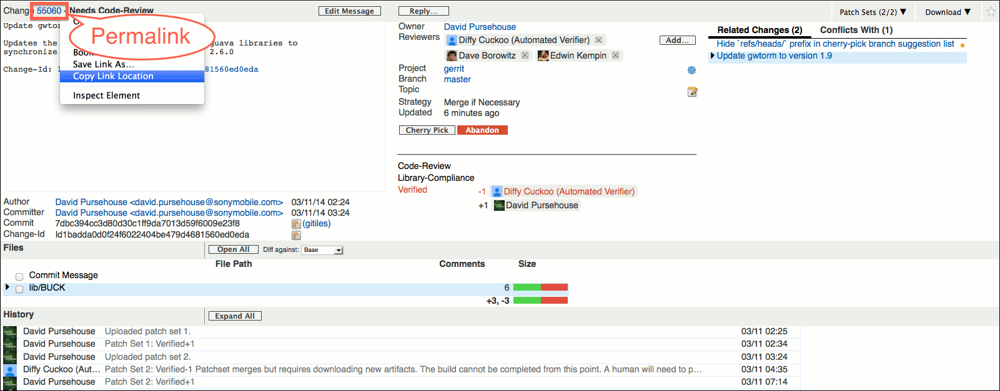 Change 55060 - Needs Code-Review
Edit Message
Reply...
Patch Sets (2/2) ▼
Download ▼
Permalink
Update gwtor
Updates the guava libraries to
synchronize 2.6.0
Change-Id: 81560ed0eda
Save Link As...
Copy Link Location
Inspect Element
Owner David Pursehouse
Reviewers Diffy Cuckoo (Automated Verifier)
Add...
Dave Borowitz Edwin Kempin
Project gerrit
Branch master
Topic
Strategy Merge if Necessary
Updated 6 minutes ago
Cherry Pick Abandon
Related Changes (2) Conflicts With (1)
Hide `refs/heads/` prefix in cherry-pick branch suggestion list
Update gwtorm to version 1.9
Code-Review
Library-Compliance
Verified -1 Diffy Cuckoo (Automated Verifier)
+1 David Pursehouse
Author David Pursehouse <david.pursehouse@sonymobile.com> 03/11/14 02:24
Committer David Pursehouse <david.pursehouse@sonymobile.com> 03/11/14 03:24
Commit 7dbc394cc3d80d30c1ff9da7013d59f6009e23f8 (gitiles)
Change-Id Id1badda0d0f24f6022404be479d4681560ed0eda
Files Open All Diff against: Base
File Path Comments Size
Commit Message
lib/BUCK 6
+3, -3
History Expand All
David Pursehouse Uploaded patch set 1. 03/11 02:25
David Pursehouse Patch Set 1: Verified+1 03/11 02:34
David Pursehouse Uploaded patch set 2. 03/11 03:24
Diffy Cuckoo (Aut... Patch Set 2: Verified-1 Patchset merges but requires downloading new artifacts. The build cannot be completed from this point. A human will need to p... 03/11 04:35
David Pursehouse Patch Set 2: Verified+1 03/11 07:14